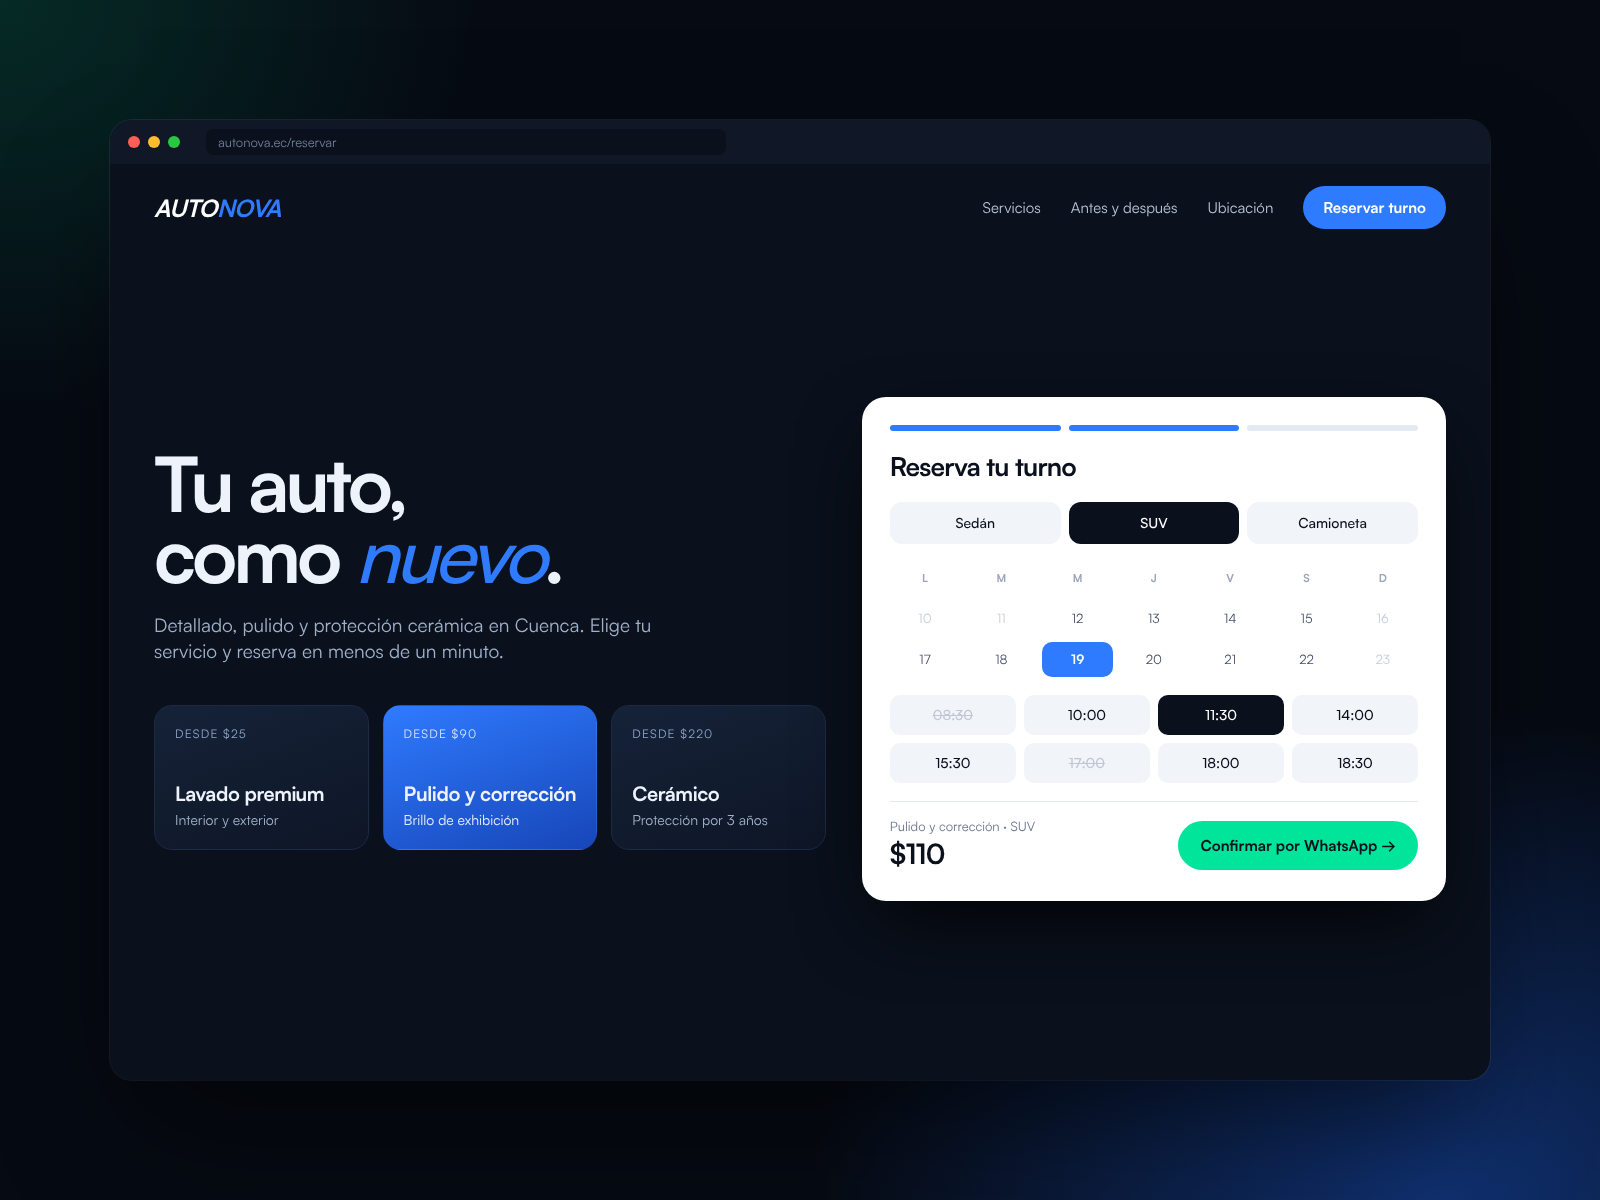 autonova.ec/reservar
AUTONOVA
Servicios
Antes y después
Ubicación
Reservar turno
Tu auto,
como nuevo.
Detallado, pulido y protección cerámica en Cuenca. Elige tu
servicio y reserva en menos de un minuto.
DESDE $25
Lavado premium
Interior y exterior
DESDE $90
Pulido y corrección
Brillo de exhibición
DESDE $220
Cerámico
Protección por 3 años
Reserva tu turno
Sedán
SUV
Camioneta
L M M J V S D
10 11 12 13 14 15 16
17 18 19 20 21 22 23
08:30 10:00 11:30 14:00
15:30 17:00 18:00 18:30
Pulido y corrección · SUV
$110
Confirmar por WhatsApp →